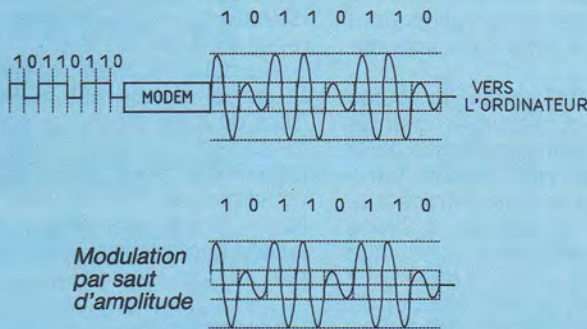 1 0 1 1 0 1 1 0
10110110
MODEM
VERS
L'ORDINATEUR
1 0 1 1 0 1 1 0
Modulation
par saut
d'amplitude